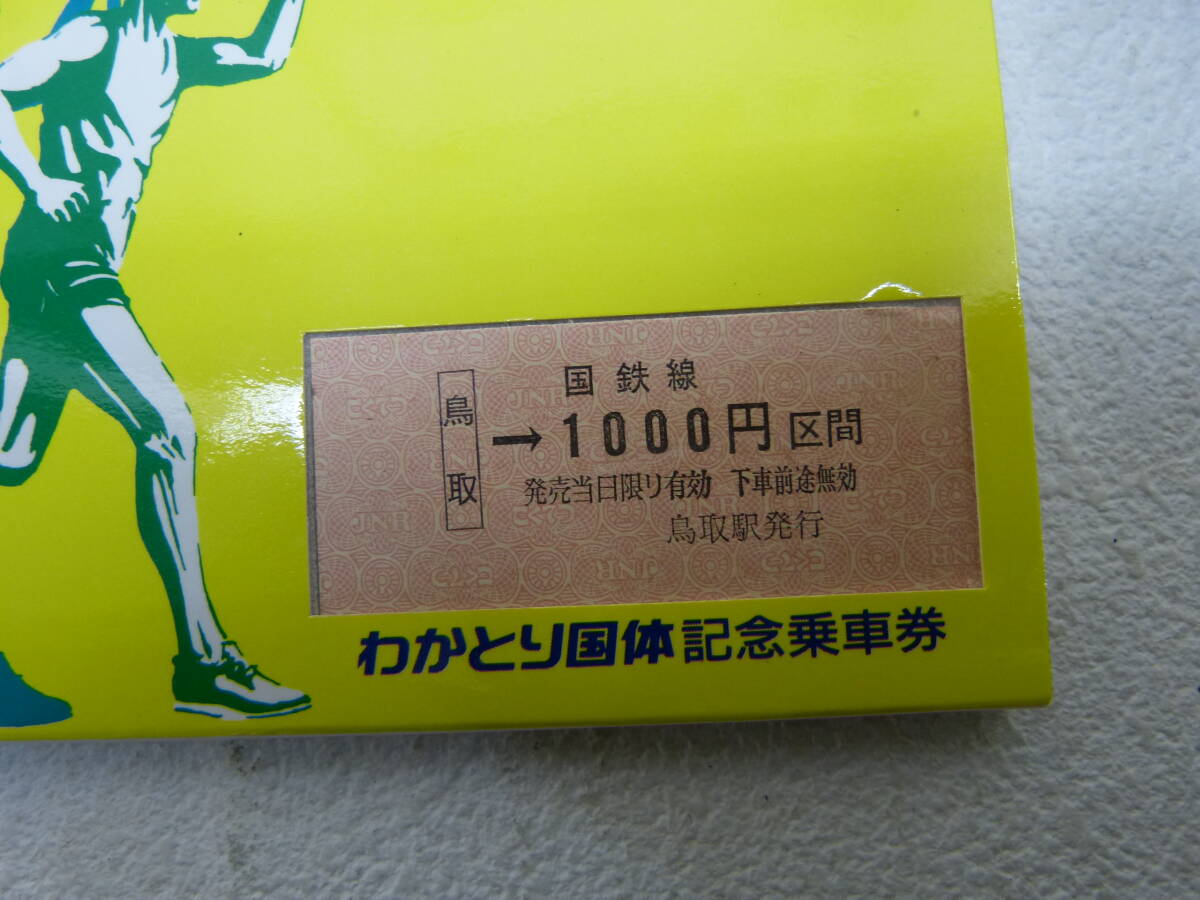 国鉄線
鳥取
→1000円区間
発売当日限り有効 下車前途無効
鳥取駅発行
わかとり国体記念乗車券